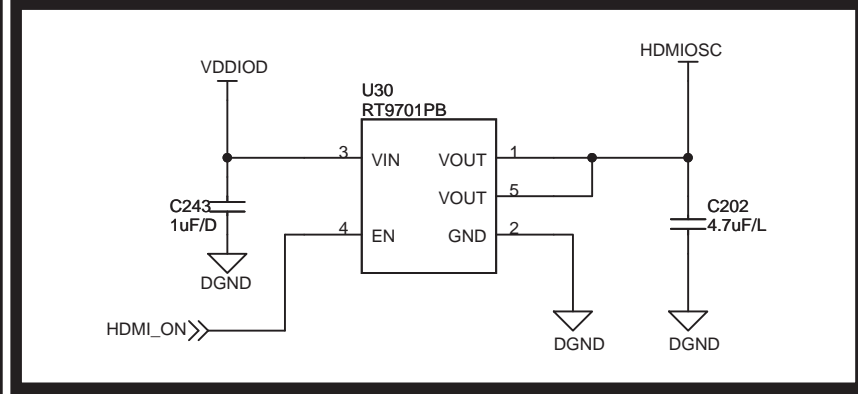 HDMIOSC
VDDIOD
U30
RT9701PB
3 VIN VOUT 1
VOUT 5
C243
1uF/D
C202
4.7uF/L
4 EN GND 2
DGND
HDMI_ON
DGND
DGND